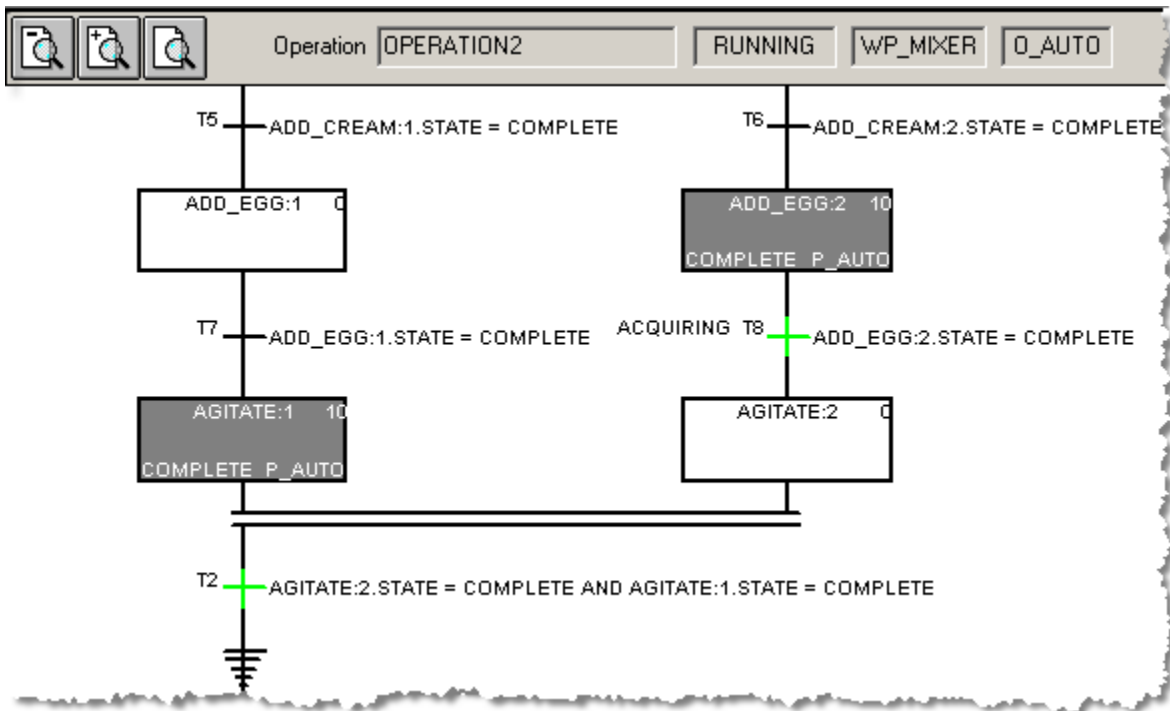 Operation OPERATION2 RUNNING WP_MIXER O_AUTO
T5 ADD_CREAM:1.STATE = COMPLETE
T6 ADD_CREAM:2.STATE = COMPLETE
ADD_EGG:1 0
ADD_EGG:2 10
COMPLETE P_AUTO
T7 ADD_EGG:1.STATE = COMPLETE
ACQUIRING T8 ADD_EGG:2.STATE = COMPLETE
AGITATE:1 10
COMPLETE P_AUTO
AGITATE:2 0
T2 AGITATE:2.STATE = COMPLETE AND AGITATE:1.STATE = COMPLETE